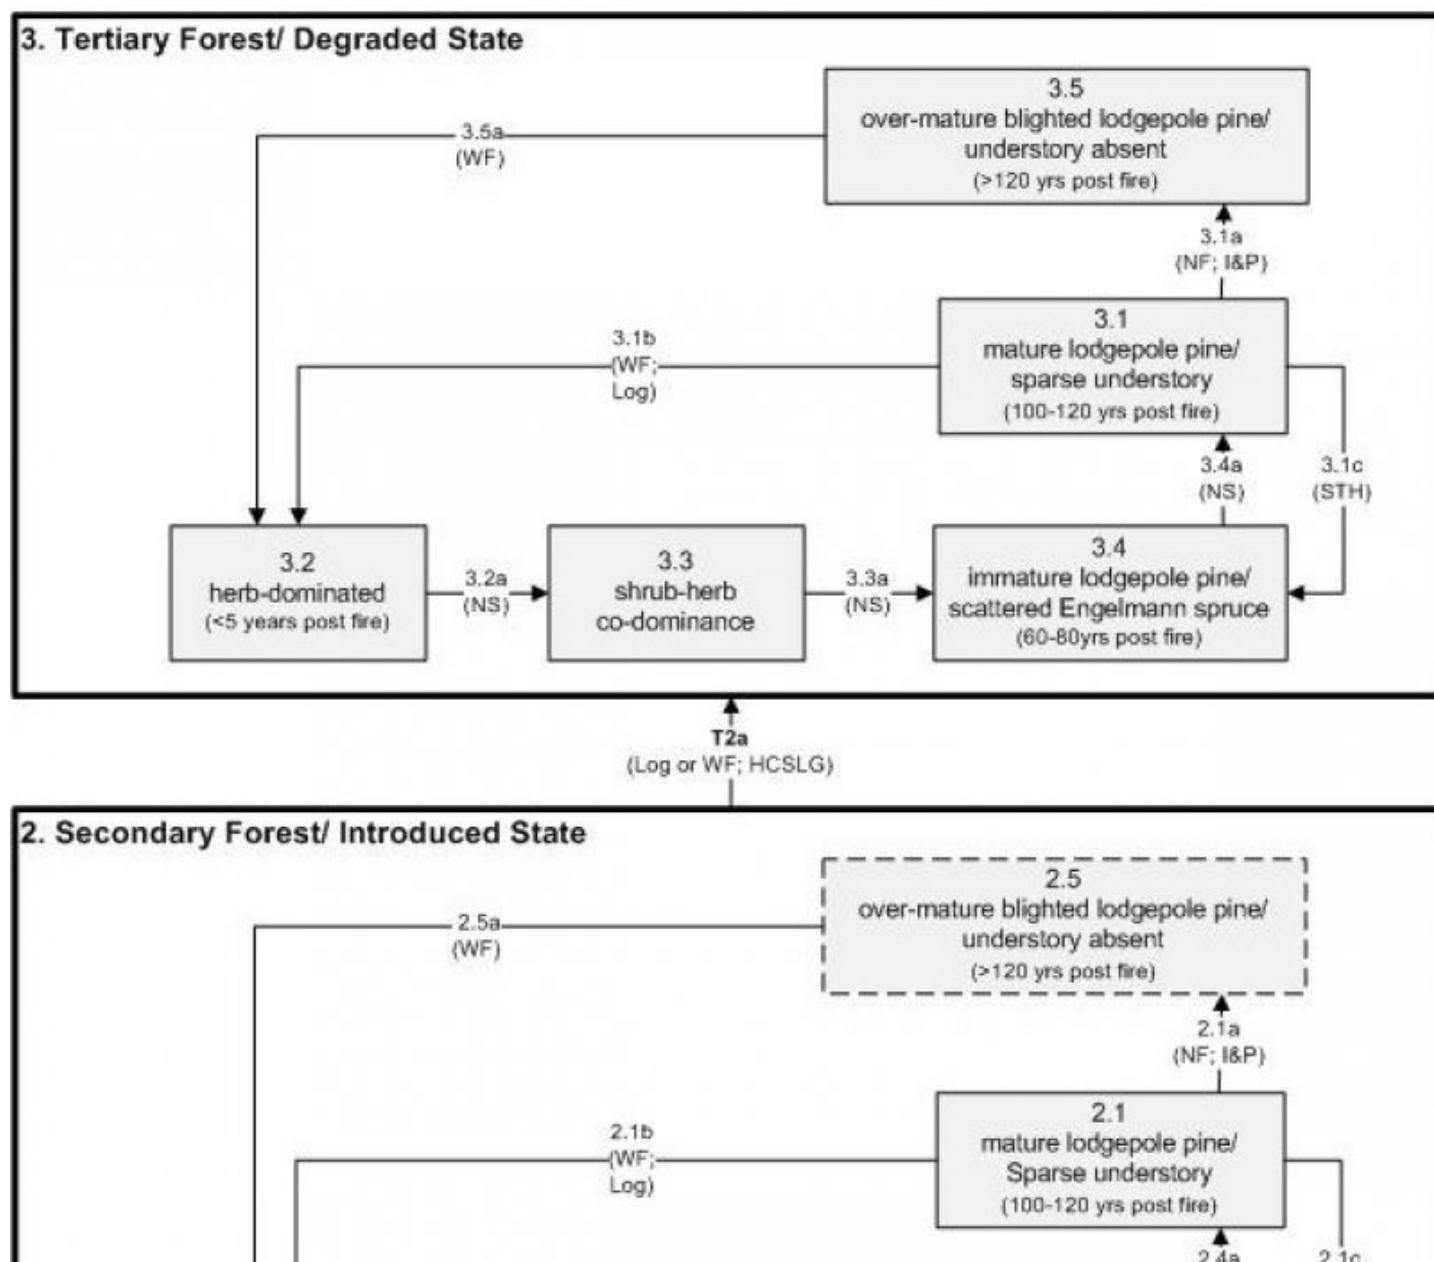 3. Tertiary Forest/ Degraded State
3.5
over-mature blighted lodgepole pine/
understory absent
(>120 yrs post fire)
3.5a
(WF)
3.1a
(NF; I&P)
3.1
mature lodgepole pine/
sparse understory
(100-120 yrs post fire)
3.1b
(WF;
Log)
3.4a
(NS)
3.1c
(STH)
3.2
herb-dominated
(<5 years post fire)
3.2a
(NS)
3.3
shrub-herb
co-dominance
3.3a
(NS)
3.4
immature lodgepole pine/
scattered Engelmann spruce
(60-80yrs post fire)
T2a
(Log or WF; HCSLG)
2. Secondary Forest/ Introduced State
2.5
over-mature blighted lodgepole pine/
understory absent
(>120 yrs post fire)
2.5a
(WF)
2.1a
(NF; I&P)
2.1
mature lodgepole pine/
Sparse understory
(100-120 yrs post fire)
2.1b
(WF;
Log)
2.4a
2.1c